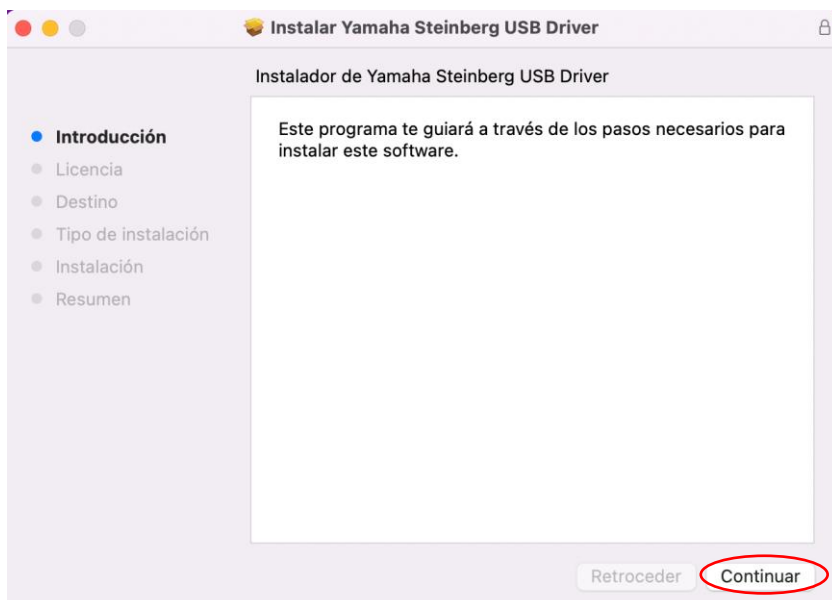 Instalar Yamaha Steinberg USB Driver
Instalador de Yamaha Steinberg USB Driver
Introducción
Licencia
Destino
Tipo de instalación
Instalación
Resumen
Este programa te guiará a través de los pasos necesarios para
instalar este software.
Retroceder
Continuar